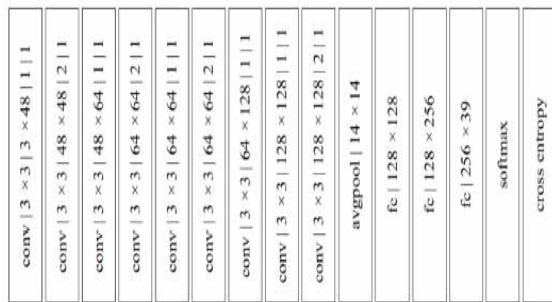 conv | 3 × 3 | 3 × 48 | 1 | 1
conv | 3 × 3 | 48 × 48 | 2 | 1
conv | 3 × 3 | 48 × 64 | 1 | 1
conv | 3 × 3 | 64 × 64 | 2 | 1
conv | 3 × 3 | 64 × 64 | 1 | 1
conv | 3 × 3 | 64 × 64 | 2 | 1
conv | 3 × 3 | 64 × 128 | 1 | 1
conv | 3 × 3 | 128 × 128 | 1 | 1
conv | 3 × 3 | 128 × 128 | 2 | 1
avgpool | 14 × 14
fc | 128 × 128
fc | 128 × 256
fc | 256 × 39
softmax
cross entropy